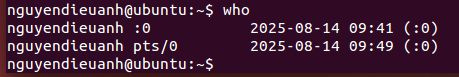 nguyendieuanh@ubuntu:~$ who
nguyendieuanh :0           2025-08-14 09:41 (:0)
nguyendieuanh pts/0        2025-08-14 09:49 (:0)
nguyendieuanh@ubuntu:~$